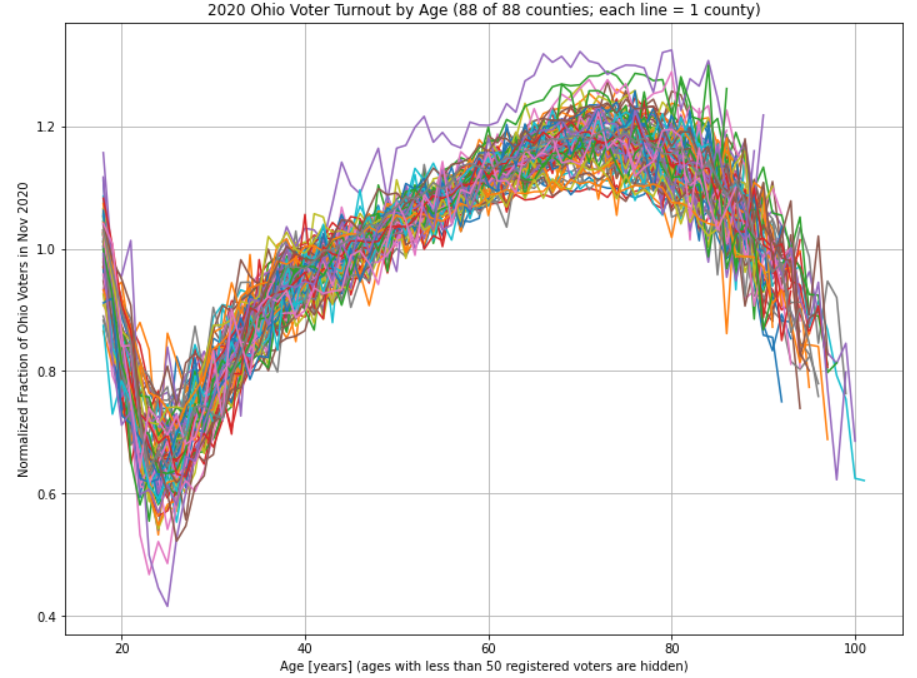 2020 Ohio Voter Turnout by Age (88 of 88 counties; each line = 1 county)
Normalized Fraction of Ohio Voters in Nov 2020
1.2
1.0
0.8
0.6
0.4
20 40 60 80 100
Age [years] (ages with less than 50 registered voters are hidden)